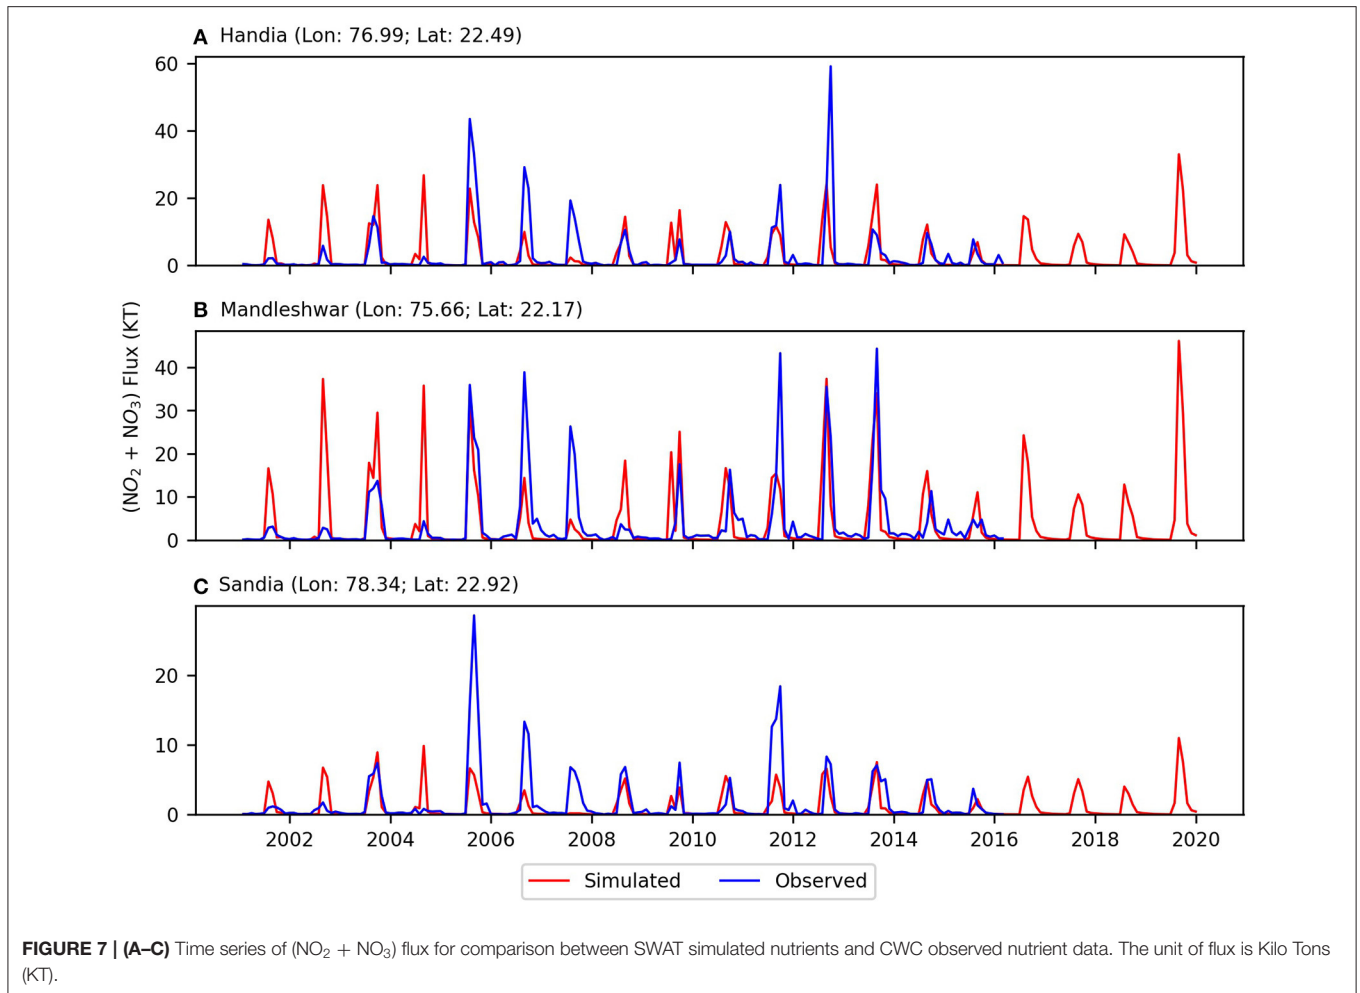 A Handia (Lon: 76.99; Lat: 22.49)
60
40
20
0
B Mandleshwar (Lon: 75.66; Lat: 22.17)
(NO₂ + NO₃) Flux (KT)
40
30
20
10
0
C Sandia (Lon: 78.34; Lat: 22.92)
20
10
0
2002 2004 2006 2008 2010 2012 2014 2016 2018 2020
Simulated Observed
FIGURE 7 | (A–C) Time series of (NO₂ + NO₃) flux for comparison between SWAT simulated nutrients and CWC observed nutrient data. The unit of flux is Kilo Tons
(KT).